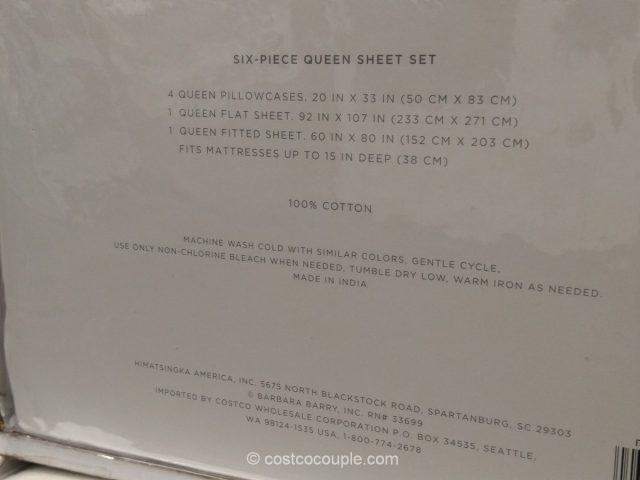 SIX-PIECE QUEEN SHEET SET
4 QUEEN PILLOWCASES. 20 IN X 33 IN (50 CM X 83 CM)
1 QUEEN FLAT SHEET. 92 IN X 107 IN (233 CM X 271 CM)
1 QUEEN FITTED SHEET. 60 IN X 80 IN (152 CM X 203 CM)
FITS MATTRESSES UP TO 15 IN DEEP (38 CM)
100% COTTON
MACHINE WASH COLD WITH SIMILAR COLORS, GENTLE CYCLE,
USE ONLY NON-CHLORINE BLEACH WHEN NEEDED, TUMBLE DRY LOW, WARM IRON AS NEEDED.
MADE IN INDIA
HIMATSINGKA AMERICA, INC. 5675 NORTH BLACKSTOCK ROAD, SPARTANBURG, SC 29303
© BARBARA BARRY, INC. RN# 33699
IMPORTED BY COSTCO WHOLESALE CORPORATION P.O. BOX 34535, SEATTLE,
WA 98124-1535 USA, 1-800-774-2678
© costcocouple.com